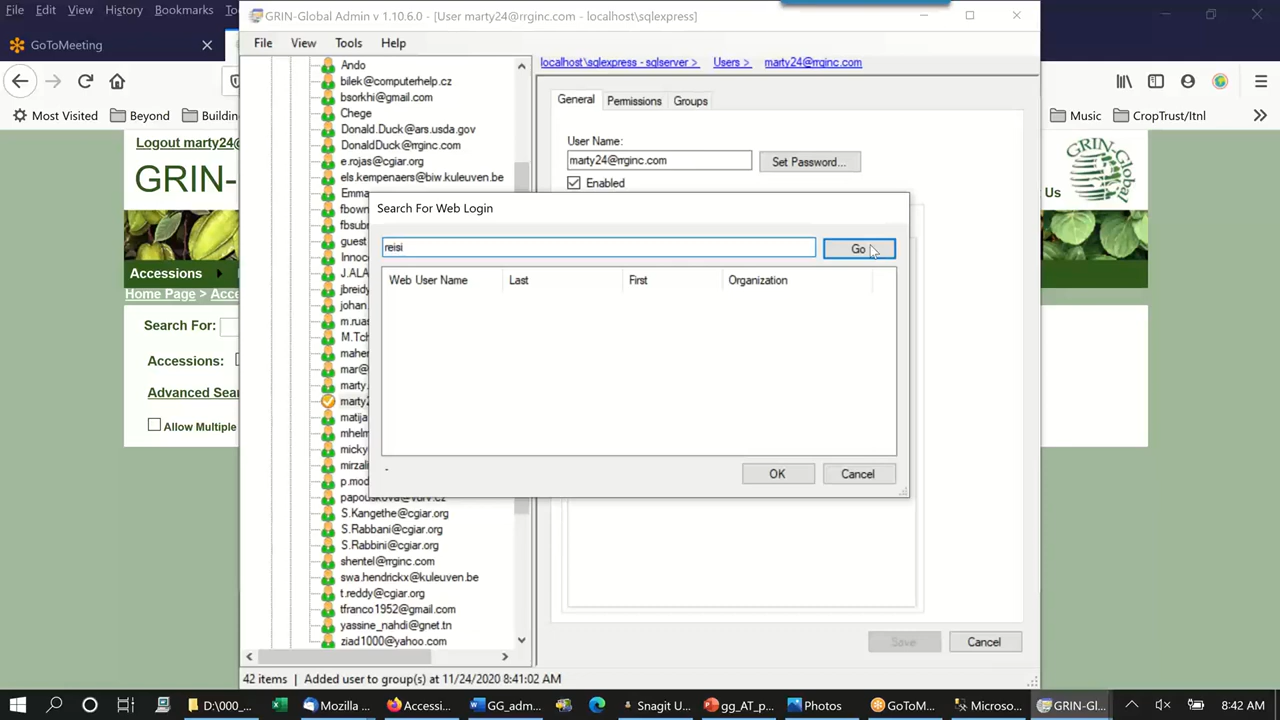 File Edit View History Bookmarks
GRIN-Global Admin v 1.10.6.0 - [User marty24@rrginc.com - localhost\sqlexpress]
GoToMeeting
File View Tools Help
Most Visited
Beyond
Building
Music
CropTrust/Itnl
Logout marty24@
GRIN-
GRIN-Global
Us
Accessions
Home Page > Acce
Search For:
Accessions:
Advanced Sear
Allow Multiple
Ando
bilek@computerhelp.cz
bsorkhi@gmail.com
Chege
Donald.Duck@ars.usda.gov
DonaldDuck@rrginc.com
e.rojas@cgiar.org
els.kempenaers@biw.kuleuven.be
Emma
fbown
fbsub
guest
Innoc
J.ALA
jbreidy
johan
m.ruan
M.Tch
maher
mar@
marty.
marty2
matija
mhelm
micky
mirzali
p.mod
papouskova@vurv.cz
S.Kangethe@cgiar.org
S.Rabbani@cgiar.org
S.Rabbini@cgiar.org
shentel@rrginc.com
swa.hendrickx@kuleuven.be
t.reddy@cgiar.org
tfranco1952@gmail.com
yassine_nahdi@gnet.tn
ziad1000@yahoo.com
localhost\sqlexpress - sqlserver > Users > marty24@rrginc.com
General Permissions Groups
User Name:
marty24@rrginc.com
Set Password...
Enabled
Search For Web Login
reisi
Go
Web User Name Last First Organization
-
OK Cancel
Save Cancel
42 items Added user to group(s) at 11/24/2020 8:41:02 AM
D:\000_
Mozilla ...
Accessi...
GG_adm...
Snagit U...
gg_AT_p...
Photos
GoToM...
Microso...
GRIN-Gl...
8:42 AM